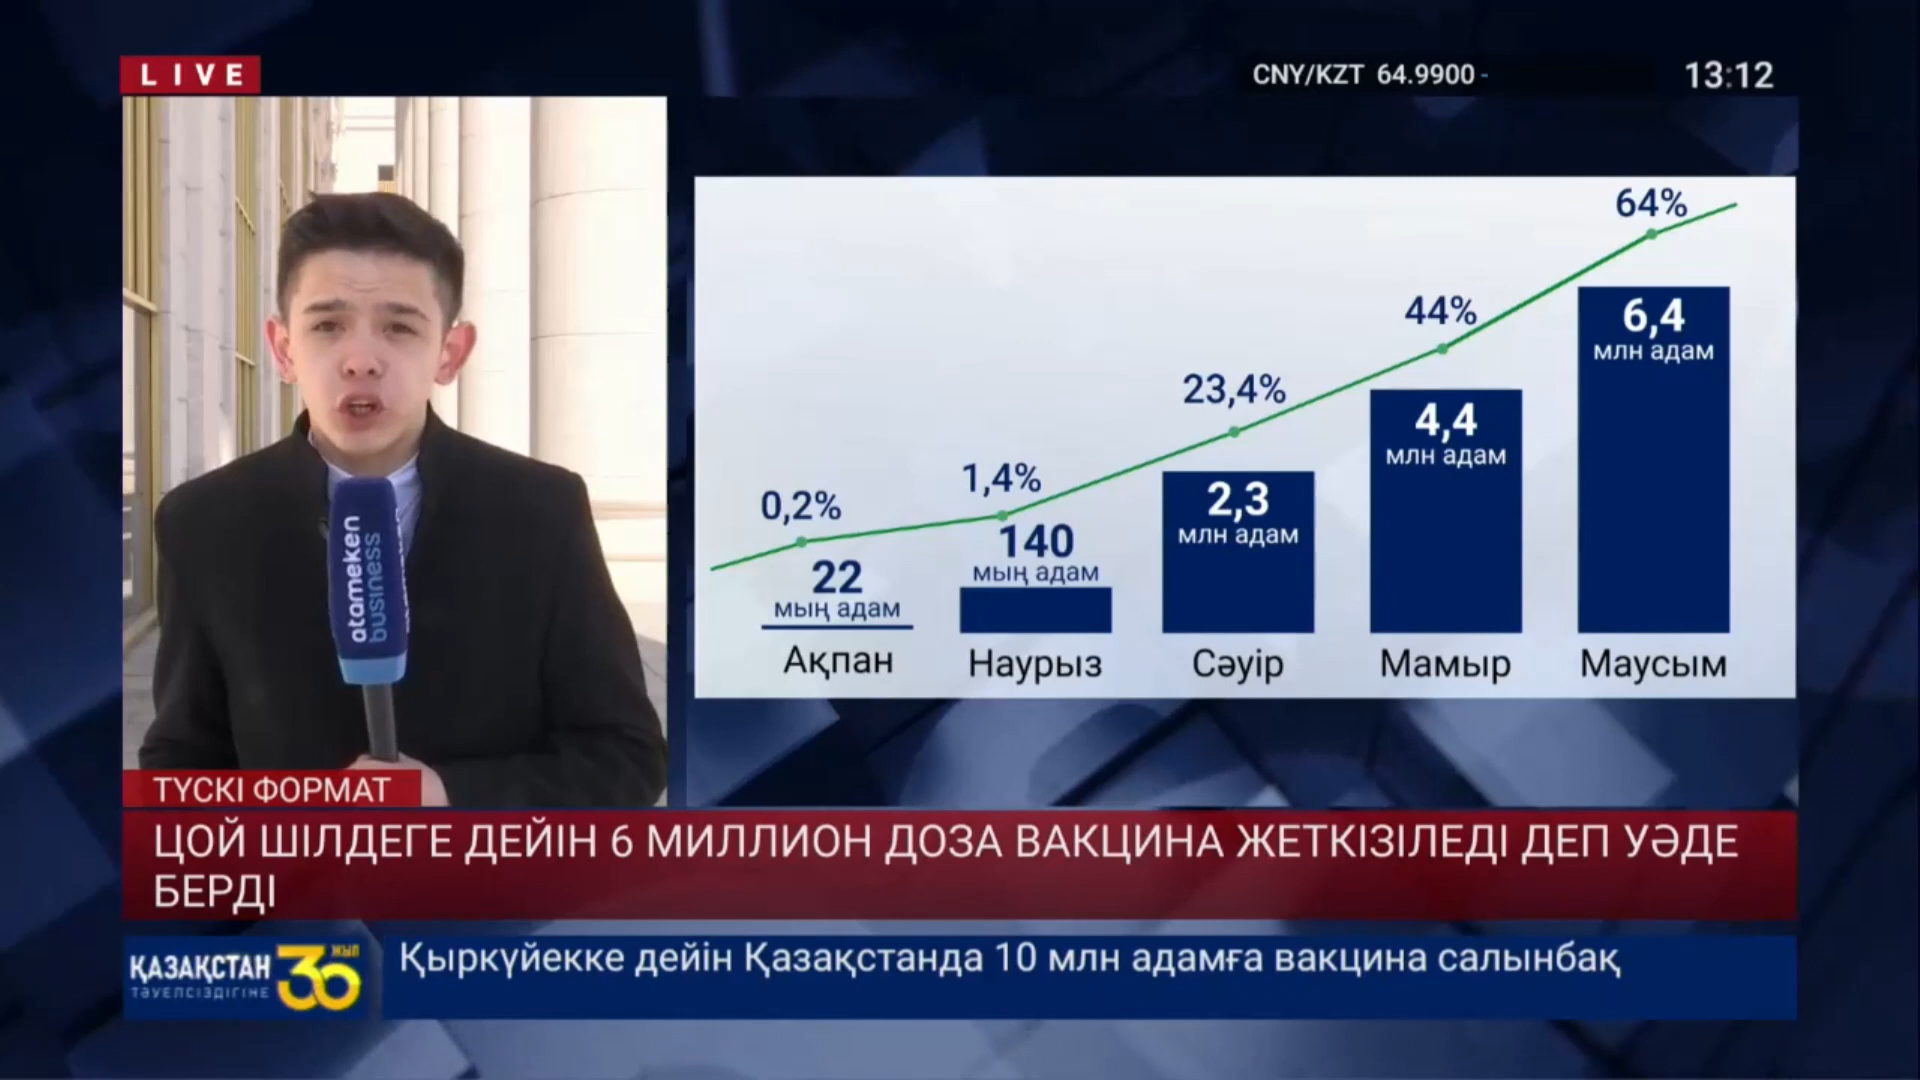 LIVE
CNY/KZT 64.9900 -
13:12
64%
44%
23,4%
1,4%
0,2%
6,4
млн адам
4,4
млн адам
2,3
млн адам
140
мың адам
22
мың адам
Ақпан
Наурыз
Сәуір
Мамыр
Маусым
atameken
business
ТҮСКІ ФОРМАТ
ЦОЙ ШІЛДЕГЕ ДЕЙІН 6 МИЛЛИОН ДОЗА ВАКЦИНА ЖЕТКІЗІЛЕДІ ДЕП УӘДЕ
БЕРДІ
ҚАЗАҚСТАН
ТӘУЕЛСІЗДІГІНЕ
30
ЖЫЛ
Қыркүйекке дейін Қазақстанда 10 млн адамға вакцина салынбақ